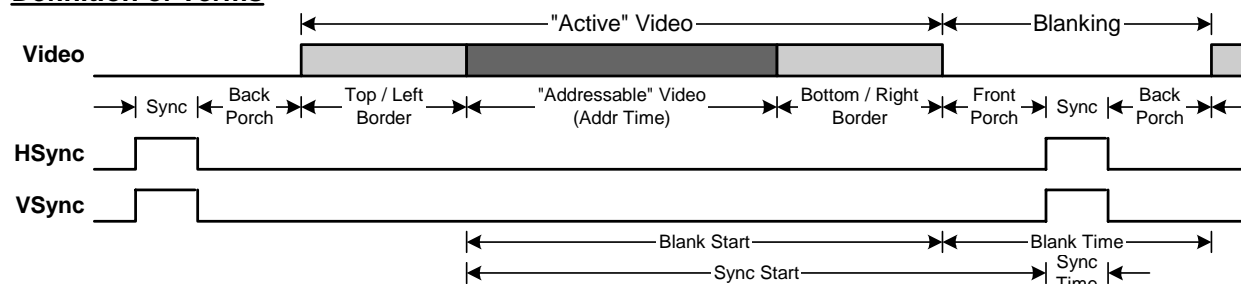 Definition of Terms
"Active" Video
Blanking
Video
Sync
Back
Porch
Top / Left
Border
"Addressable" Video
(Addr Time)
Bottom / Right
Border
Front
Porch
Sync
Back
Porch
HSync
VSync
Blank Start
Blank Time
Sync Start
Sync
Time